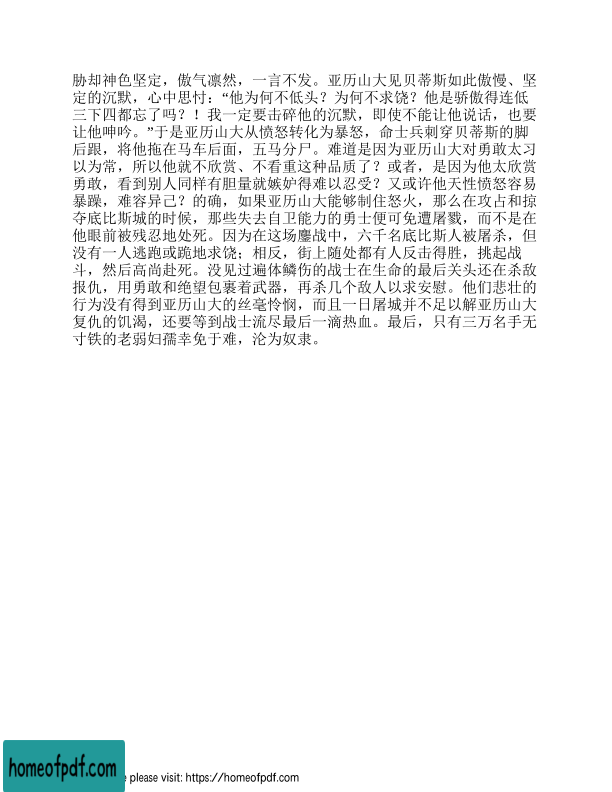 胁却神色坚定，傲气凛然，一言不发。亚历山大见贝蒂斯如此傲慢、坚
定的沉默，心中思忖：“他为何不低头？为何不求饶？他是骄傲得连低
三下四都忘了吗？！我一定要击碎他的沉默，即使不能让他说话，也要
让他呻吟。”于是亚历山大从愤怒转化为暴怒，命士兵刺穿贝蒂斯的脚
后跟，将他拖在马车后面，五马分尸。难道是因为亚历山大对勇敢太习
以为常，所以他就不欣赏、不看重这种品质了？或者，是因为他太欣赏
勇敢，看到别人同样有胆量就嫉妒得难以忍受？又或许他天性愤怒容易
暴躁，难容异己？的确，如果亚历山大能够制住怒火，那么在攻占和掠
夺底比斯城的时候，那些失去自卫能力的勇士便可免遭屠戮，而不是在
他眼前被残忍地处死。因为在这场鏖战中，六千名底比斯人被屠杀，但
没有一人逃跑或跪地求饶；相反，街上随处都有人反击得胜，挑起战
斗，然后高尚赴死。没见过遍体鳞伤的战士在生命的最后关头还在杀敌
报仇，用勇敢和绝望包裹着武器，再杀几个敌人以求安慰。他们悲壮的
行为没有得到亚历山大的丝毫怜悯，而且一日屠城并不足以解亚历山大
复仇的饥渴，还要等到战士流尽最后一滴热血。最后，只有三万名手无
寸铁的老弱妇孺幸免于难，沦为奴隶。
homeofpdf.com
please visit: https://homeofpdf.com